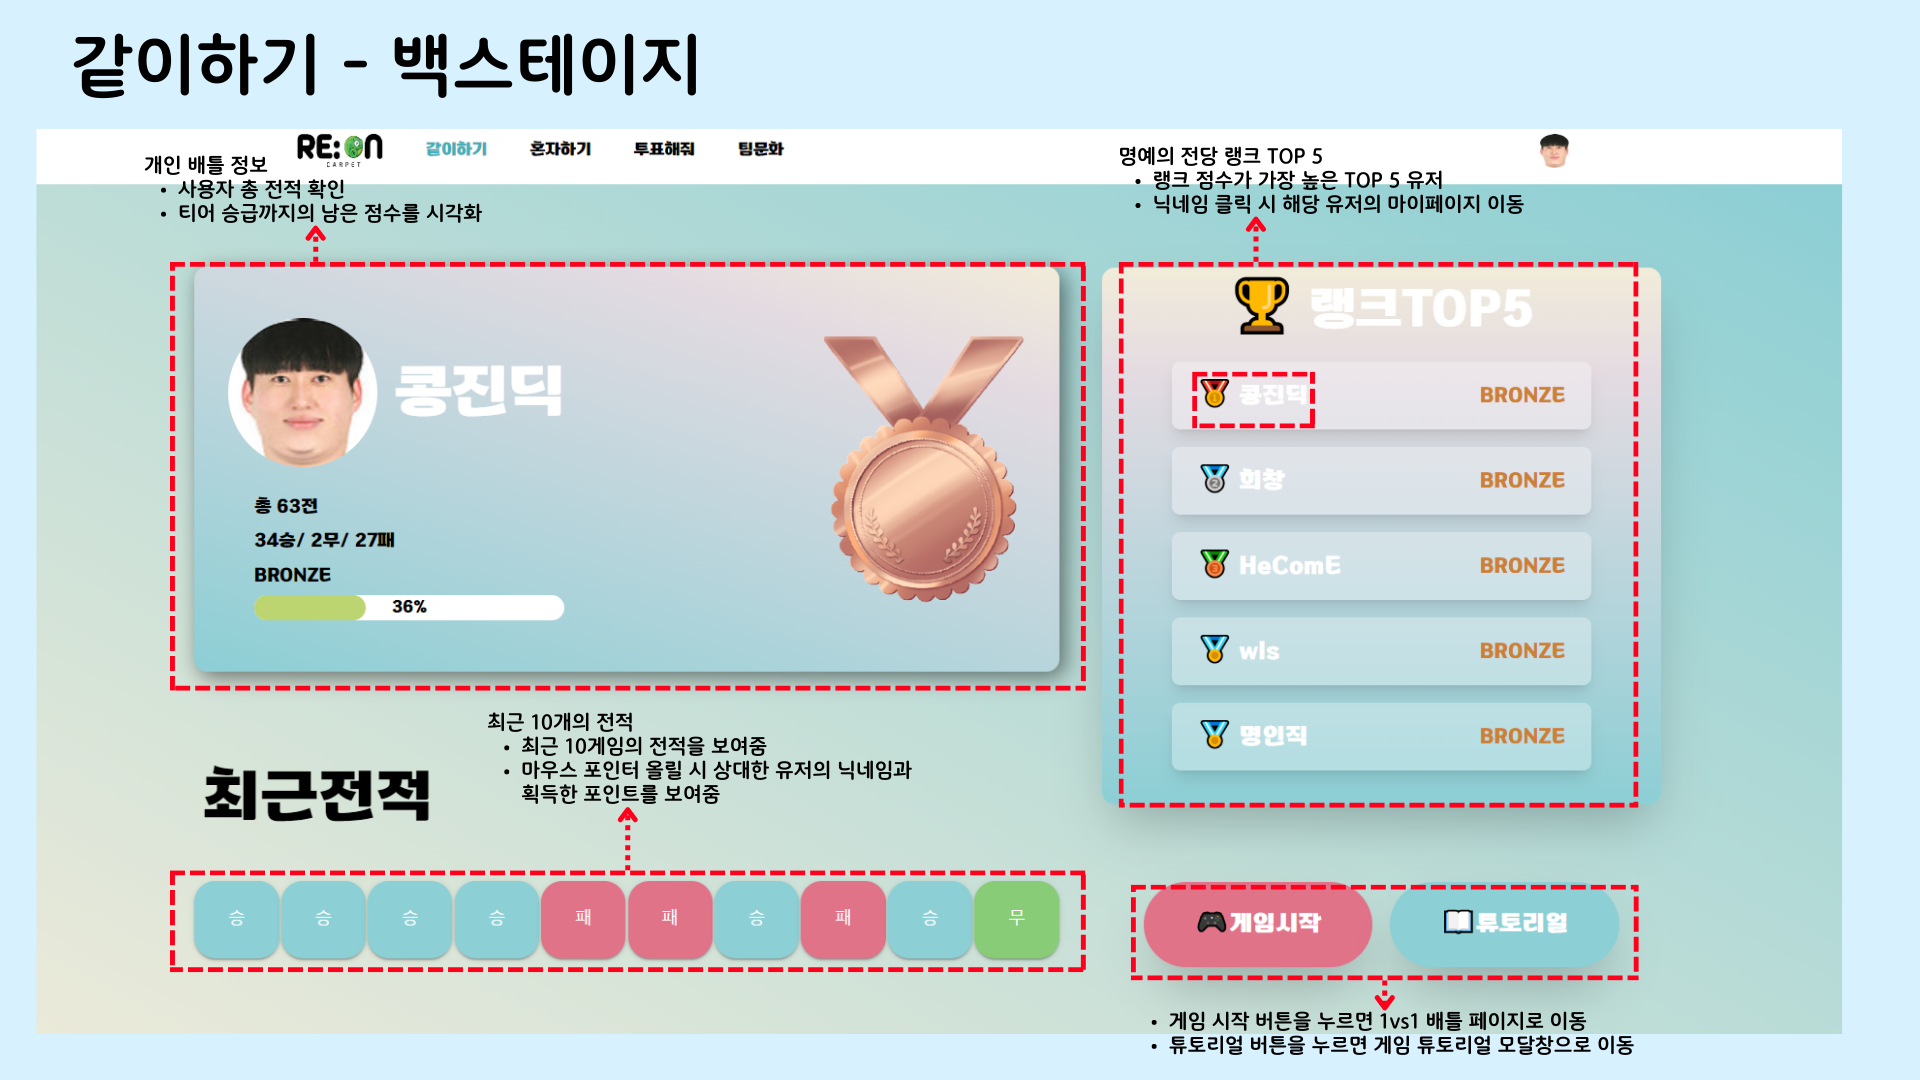 같이하기 - 백스테이지
RE:ON
CARPET
같이하기 혼자하기 투표해줘 팀문화
개인 배틀 정보
• 사용자 총 전적 확인
• 티어 승급까지의 남은 점수를 시각화
명예의 전당 랭크 TOP 5
• 랭크 점수가 가장 높은 TOP 5 유저
• 닉네임 클릭 시 해당 유저의 마이페이지 이동
콩진딕
총 63전
34승/ 2무/ 27패
BRONZE
36%
랭크TOP5
1 콩진딕 BRONZE
2 희창 BRONZE
3 HeComE BRONZE
wls BRONZE
명인직 BRONZE
최근 10개의 전적
• 최근 10게임의 전적을 보여줌
• 마우스 포인터 올릴 시 상대한 유저의 닉네임과
획득한 포인트를 보여줌
최근전적
승 승 승 승 패 패 승 패 승 무
게임시작 튜토리얼
• 게임 시작 버튼을 누르면 1vs1 배틀 페이지로 이동
• 튜토리얼 버튼을 누르면 게임 튜토리얼 모달창으로 이동